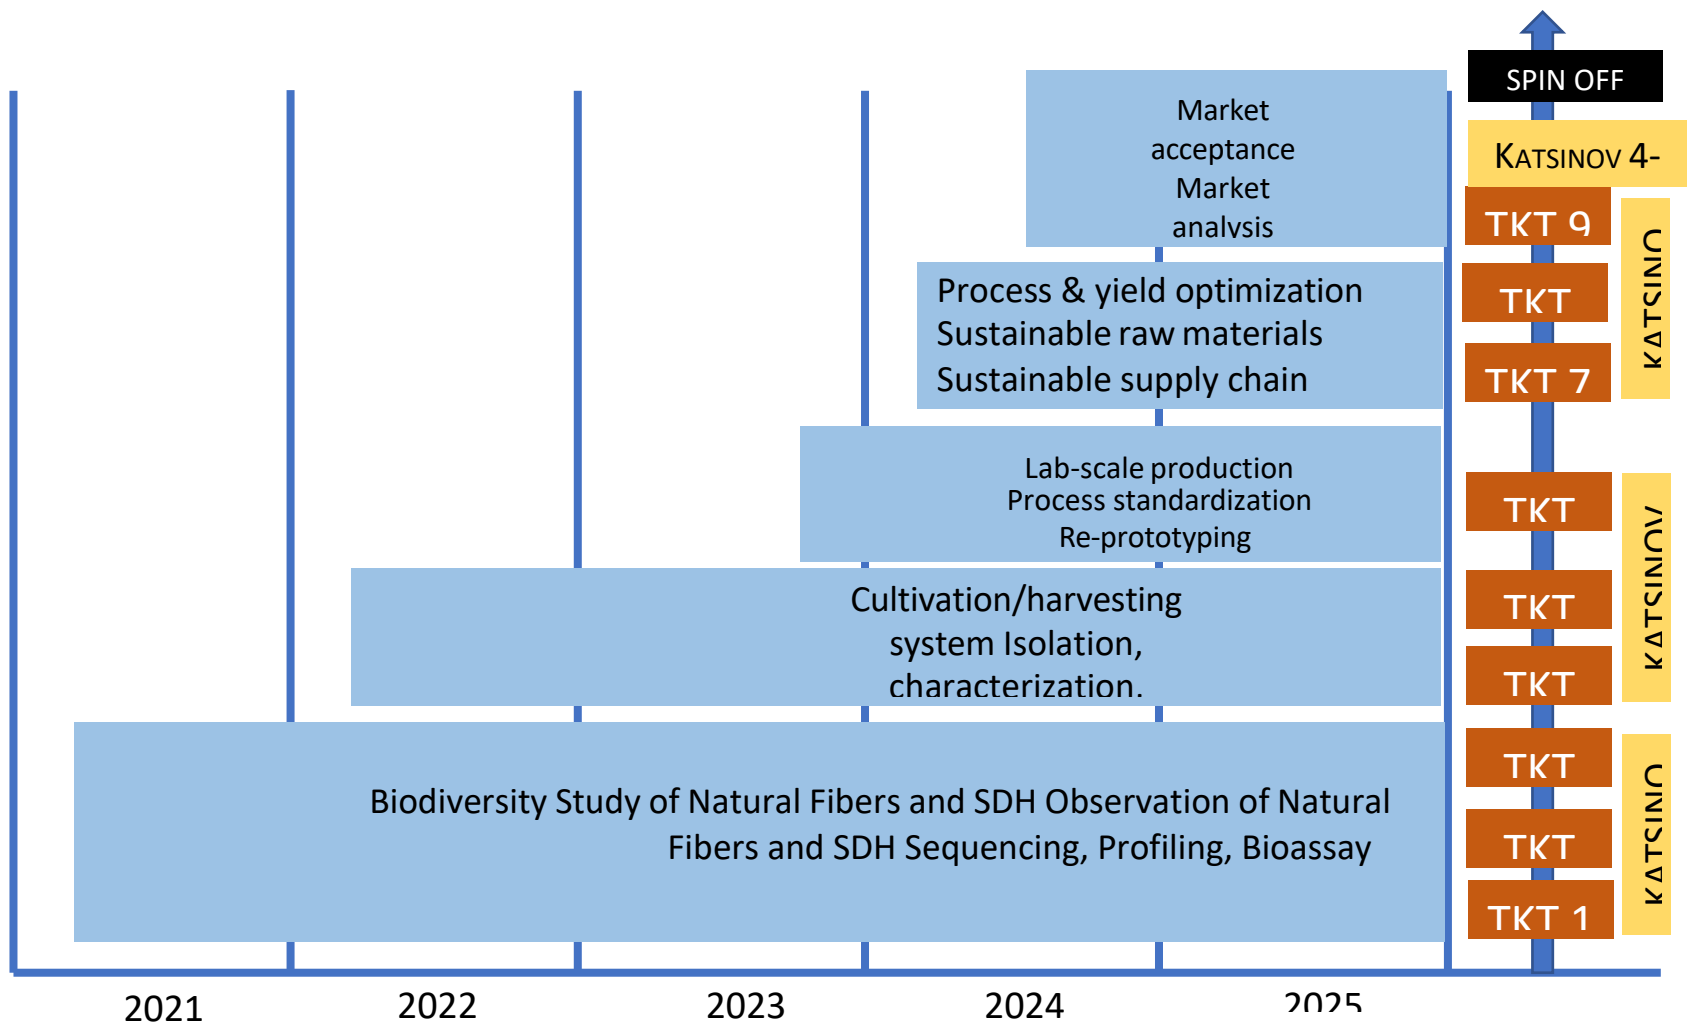 SPIN OFF
Market
acceptance
Market
analysis
KATSINOV 4-
TKT 9
KATSINO
Process & yield optimization
Sustainable raw materials
Sustainable supply chain
TKT
TKT 7
Lab-scale production
Process standardization
Re-prototyping
TKT
KATSINOV
Cultivation/harvesting
system Isolation,
characterization.
TKT
TKT
Biodiversity Study of Natural Fibers and SDH Observation of Natural
Fibers and SDH Sequencing, Profiling, Bioassay
TKT
TKT
TKT 1
KATSINO
2021
2022
2023
2024
2025